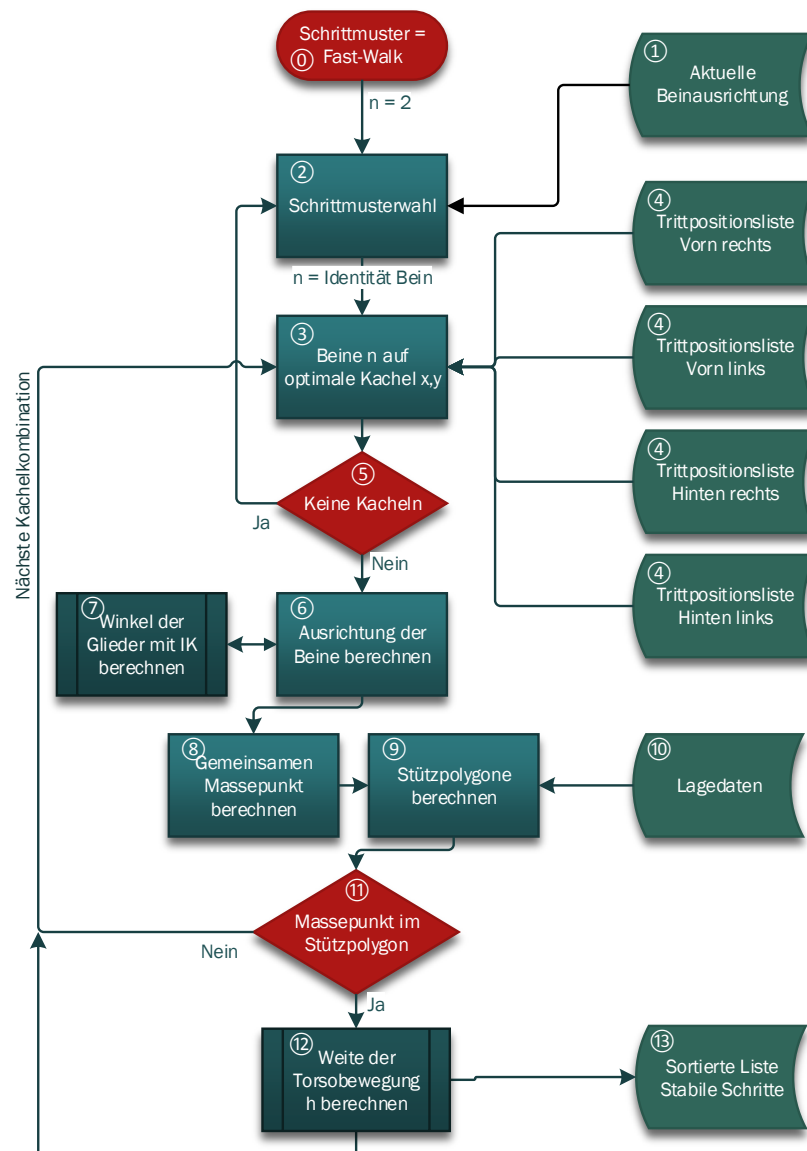 Schrittmuster =
⓪ Fast-Walk
n = 2
①
Aktuelle
Beinausrichtung
②
Schrittmusterwahl
n = Identität Bein
④
Trittpositionsliste
Vorn rechts
③
Beine n auf
optimale Kachel x,y
④
Trittpositionsliste
Vorn links
④
Trittpositionsliste
Hinten rechts
⑤
Keine Kacheln
Ja
Nein
④
Trittpositionsliste
Hinten links
Nächste Kachelkombination
⑦
Winkel der
Glieder mit IK
berechnen
⑥
Ausrichtung der
Beine berechnen
⑧
Gemeinsamen
Massepunkt
berechnen
⑨
Stützpolygone
berechnen
⑩
Lagedaten
⑪
Massepunkt im
Stützpolygon
Nein
Ja
⑫
Weite der
Torsobewegung
h berechnen
⑬
Sortierte Liste
Stabile Schritte